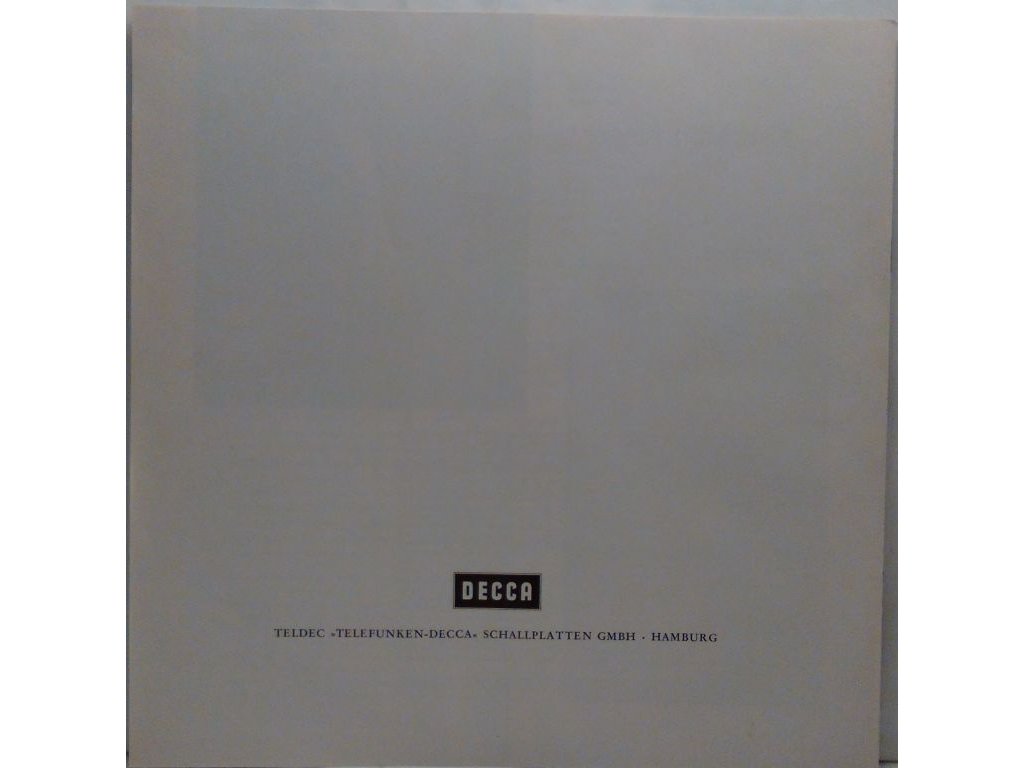 DECCA
TELDEC »TELEFUNKEN-DECCA« SCHALLPLATTEN GMBH · HAMBURG